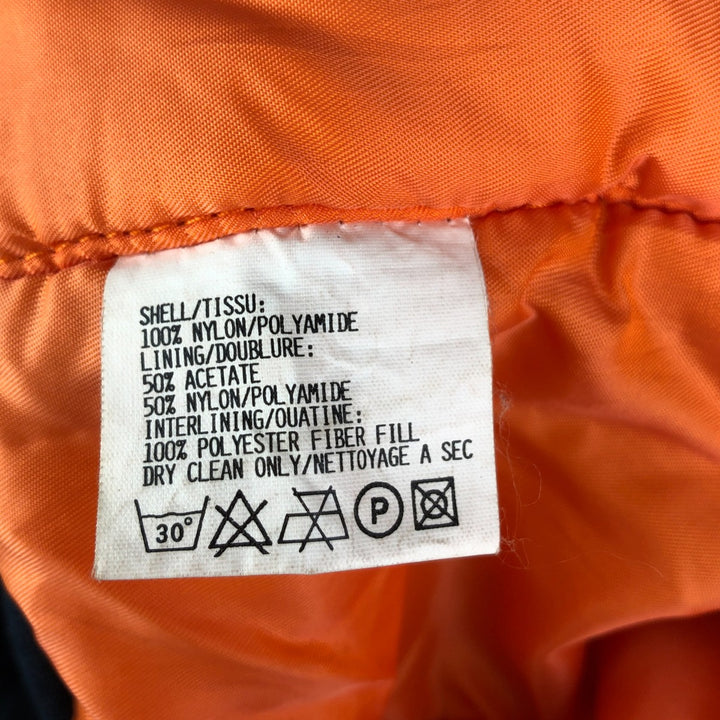 SHELL/TISSU:
100% NYLON/POLYAMIDE
LINING/DOUBLURE:
50% ACETATE
50% NYLON/POLYAMIDE
INTERLINING/OUATINE:
100% POLYESTER FIBER FILL
DRY CLEAN ONLY/NETTOYAGE A SEC
30° P